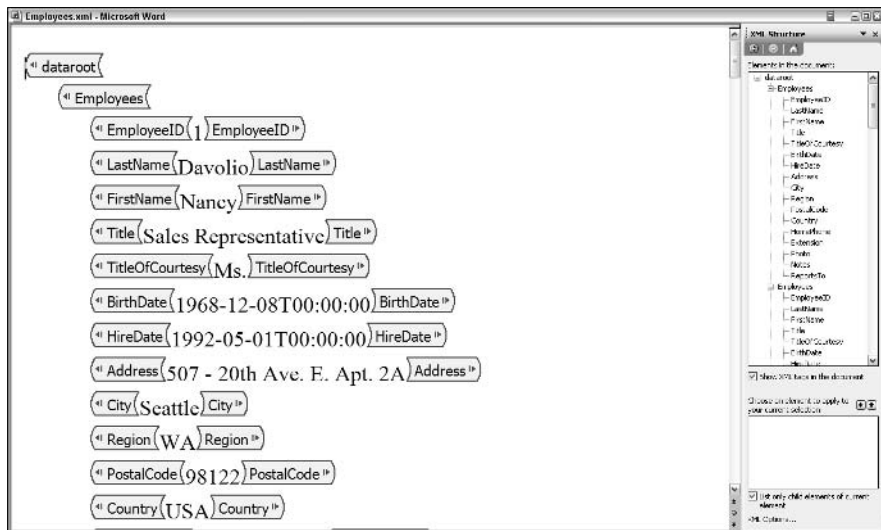 Employees.xml - Microsoft Word
dataroot
Employees
EmployeeID 1 EmployeeID
LastName Davolio LastName
FirstName Nancy FirstName
Title Sales Representative Title
TitleOfCourtesy Ms. TitleOfCourtesy
BirthDate 1968-12-08T00:00:00 BirthDate
HireDate 1992-05-01T00:00:00 HireDate
Address 507 - 20th Ave. E. Apt. 2A Address
City Seattle City
Region WA Region
PostalCode 98122 PostalCode
Country USA Country
XML Structure
Elements in the document:
dataroot
Employees
EmployeeID
LastName
FirstName
Title
TitleOfCourtesy
BirthDate
HireDate
Address
City
Region
PostalCode
Country
HomePhone
Extension
Photo
Notes
ReportsTo
Employees
EmployeeID
LastName
FirstName
Title
TitleOfCourtesy
BirthDate
HireDate
Show XML tags in the document
Choose an element to apply to
your current selection:
List only child elements of current
element
XML Options...